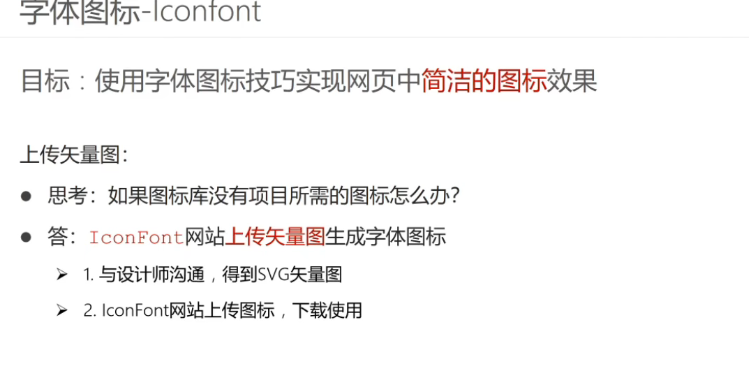 字体图标-Iconfont
目标：使用字体图标技巧实现网页中简洁的图标效果
上传矢量图：
● 思考：如果图标库没有项目所需的图标怎么办？
● 答：IconFont网站上传矢量图生成字体图标
➢ 1. 与设计师沟通，得到SVG矢量图
➢ 2. IconFont网站上传图标，下载使用